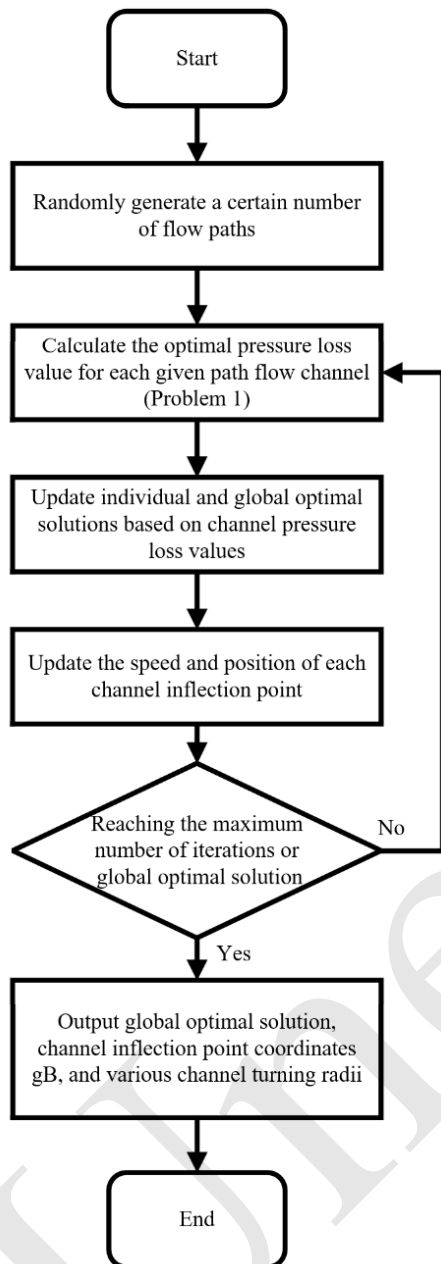 Start
Randomly generate a certain number
of flow paths
Calculate the optimal pressure loss
value for each given path flow channel
(Problem 1)
Update individual and global optimal
solutions based on channel pressure
loss values
Update the speed and position of each
channel inflection point
Reaching the maximum
number of iterations or
global optimal solution
No
Yes
Output global optimal solution,
channel inflection point coordinates
gB, and various channel turning radii
End